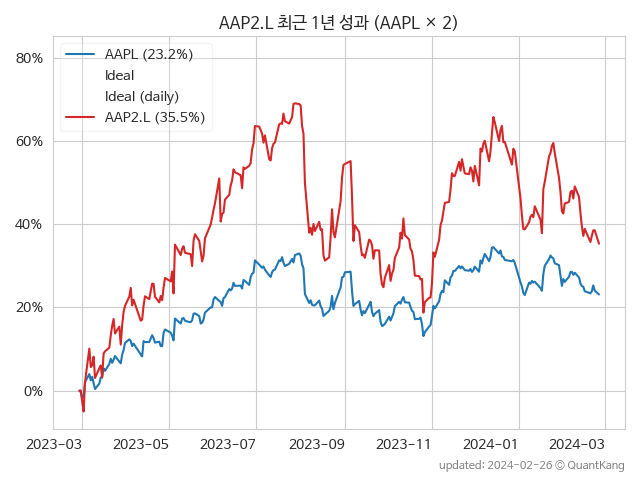 AAP2.L 최근 1년 성과 (AAPL × 2)
80%
60%
40%
20%
0%
AAPL (23.2%)
Ideal
Ideal (daily)
AAP2.L (35.5%)
2023-03 2023-05 2023-07 2023-09 2023-11 2024-01 2024-03
updated: 2024-02-26 © QuantKang